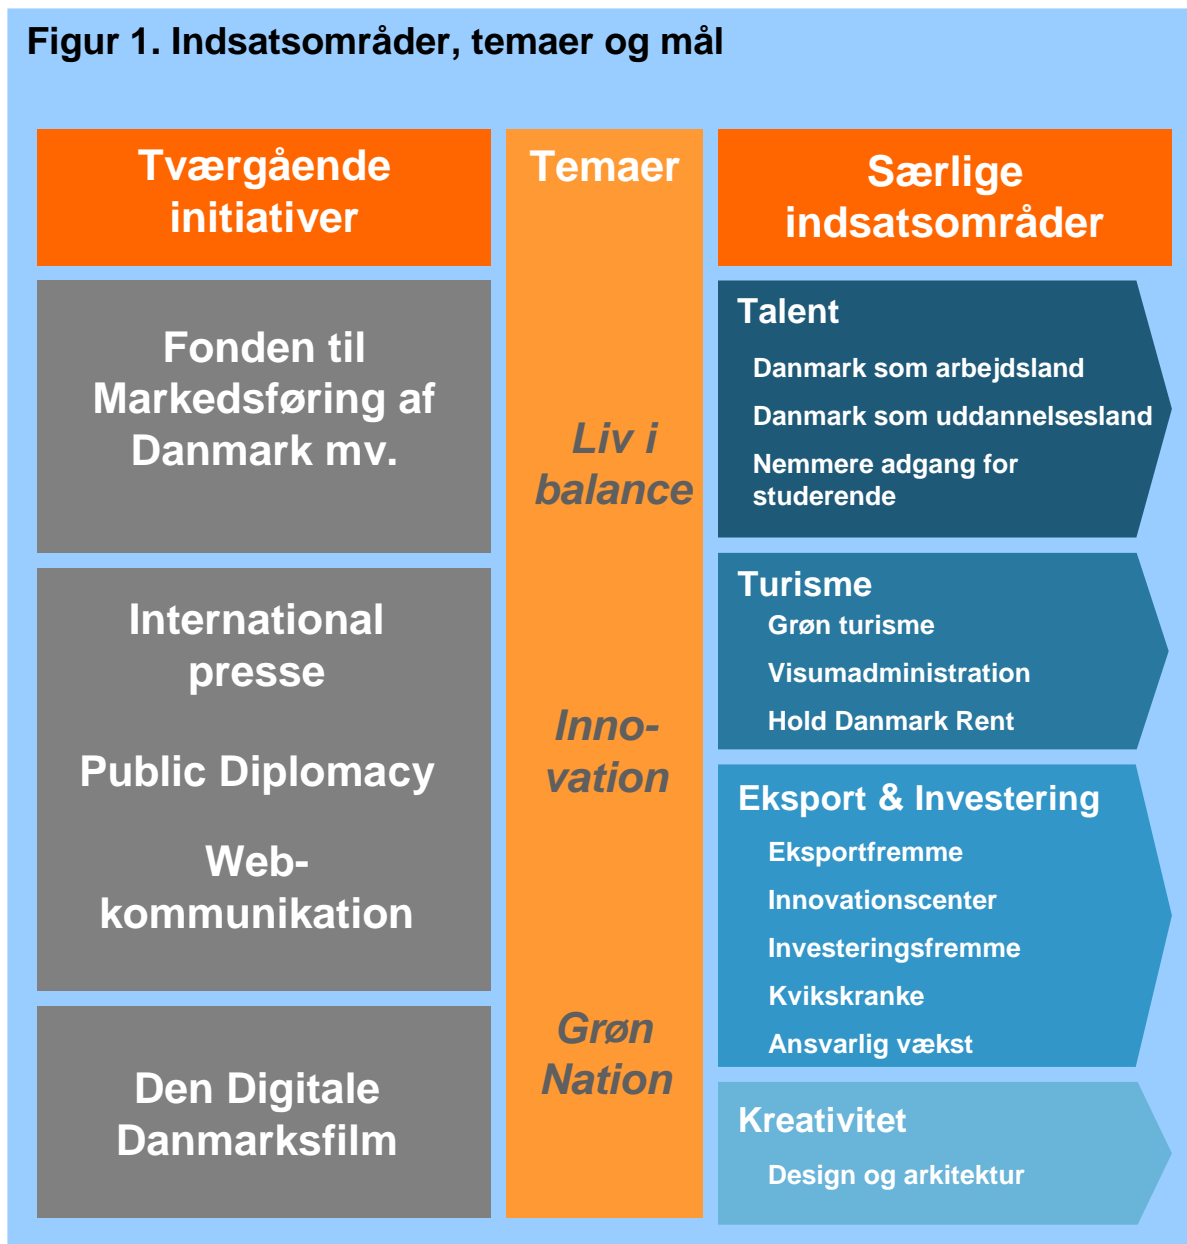 Figur 1. Indsatsområder, temaer og mål
Tværgående
initiativer
Fonden til
Markedsføring af
Danmark mv.
International
presse
Public Diplomacy
Web-
kommunikation
Den Digitale
Danmarksfilm
Temaer
Liv i
balance
Inno-
vation
Grøn
Nation
Særlige
indsatsområder
Talent
Danmark som arbejdsland
Danmark som uddannelsesland
Nemmere adgang for
studerende
Turisme
Grøn turisme
Visumadministration
Hold Danmark Rent
Eksport & Investering
Eksportfremme
Innovationscenter
Investeringsfremme
Kvikskranke
Ansvarlig vækst
Kreativitet
Design og arkitektur